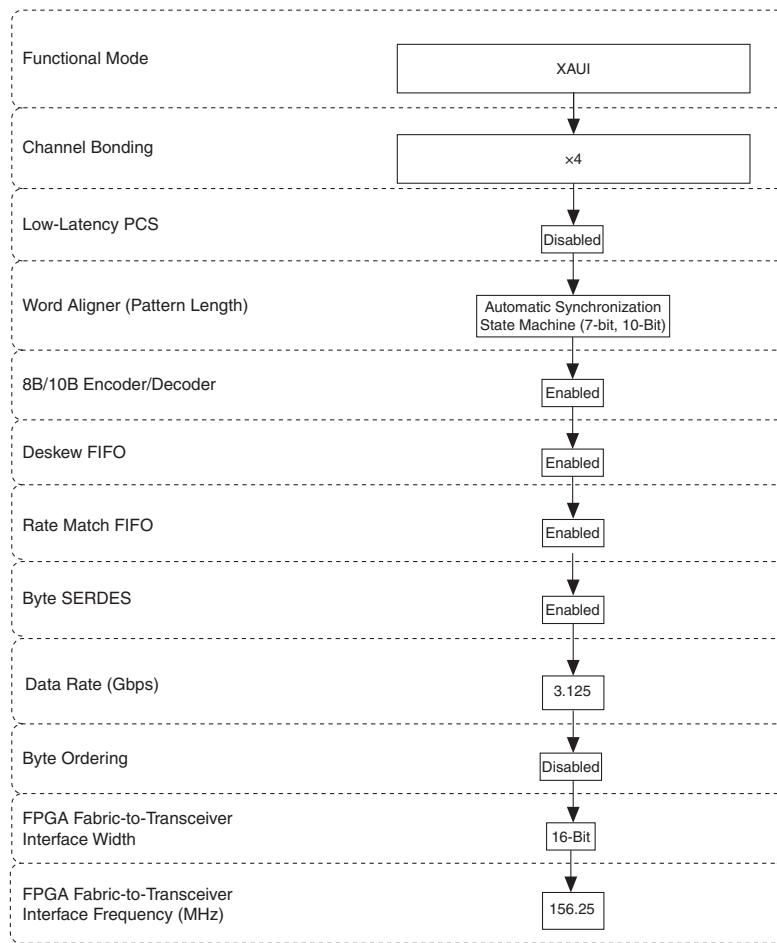 Functional Mode
XAUI
Channel Bonding
×4
Low-Latency PCS
Disabled
Word Aligner (Pattern Length)
Automatic Synchronization
State Machine (7-bit, 10-Bit)
8B/10B Encoder/Decoder
Enabled
Deskew FIFO
Enabled
Rate Match FIFO
Enabled
Byte SERDES
Enabled
Data Rate (Gbps)
3.125
Byte Ordering
Disabled
FPGA Fabric-to-Transceiver
Interface Width
16-Bit
FPGA Fabric-to-Transceiver
Interface Frequency (MHz)
156.25